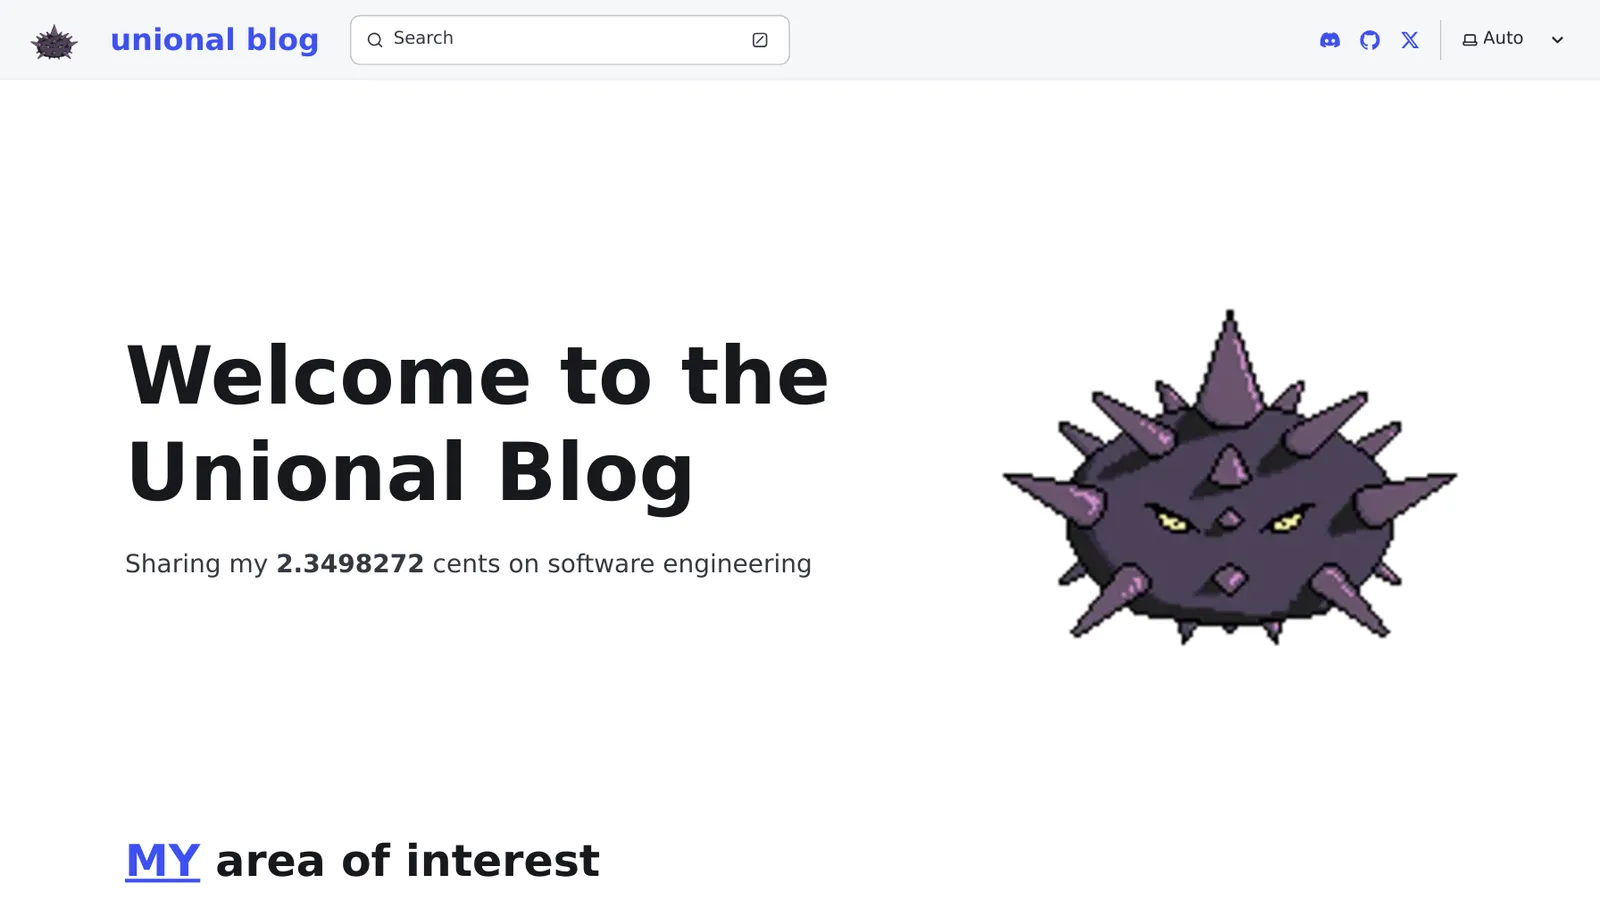 unional blog
Search
Auto
Welcome to the
Unional Blog
Sharing my 2.3498272 cents on software engineering
MY area of interest